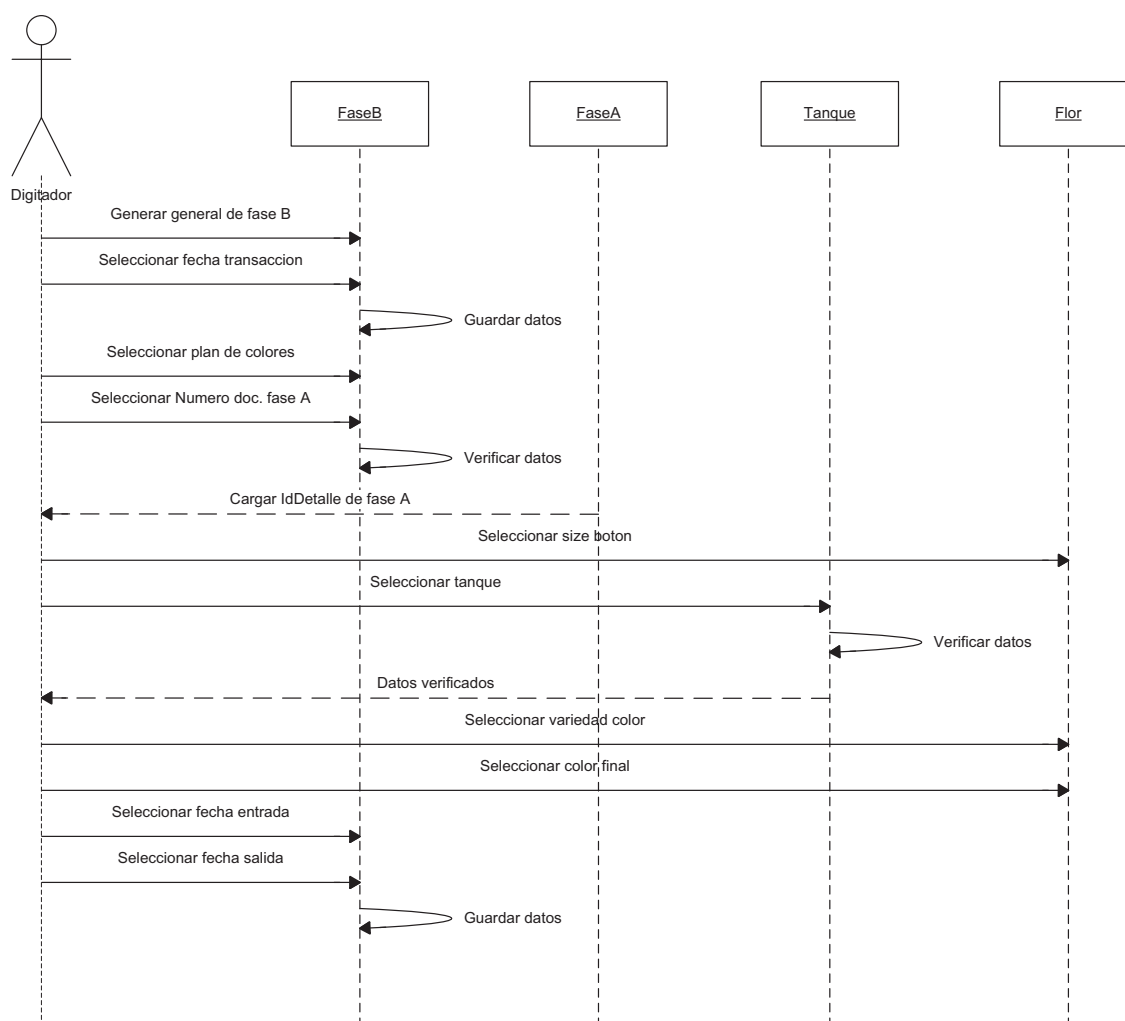 FaseB
FaseA
Tanque
Flor
Digitador
Generar general de fase B
Seleccionar fecha transaccion
Guardar datos
Seleccionar plan de colores
Seleccionar Numero doc. fase A
Verificar datos
Cargar IdDetalle de fase A
Seleccionar size boton
Seleccionar tanque
Verificar datos
Datos verificados
Seleccionar variedad color
Seleccionar color final
Seleccionar fecha entrada
Seleccionar fecha salida
Guardar datos